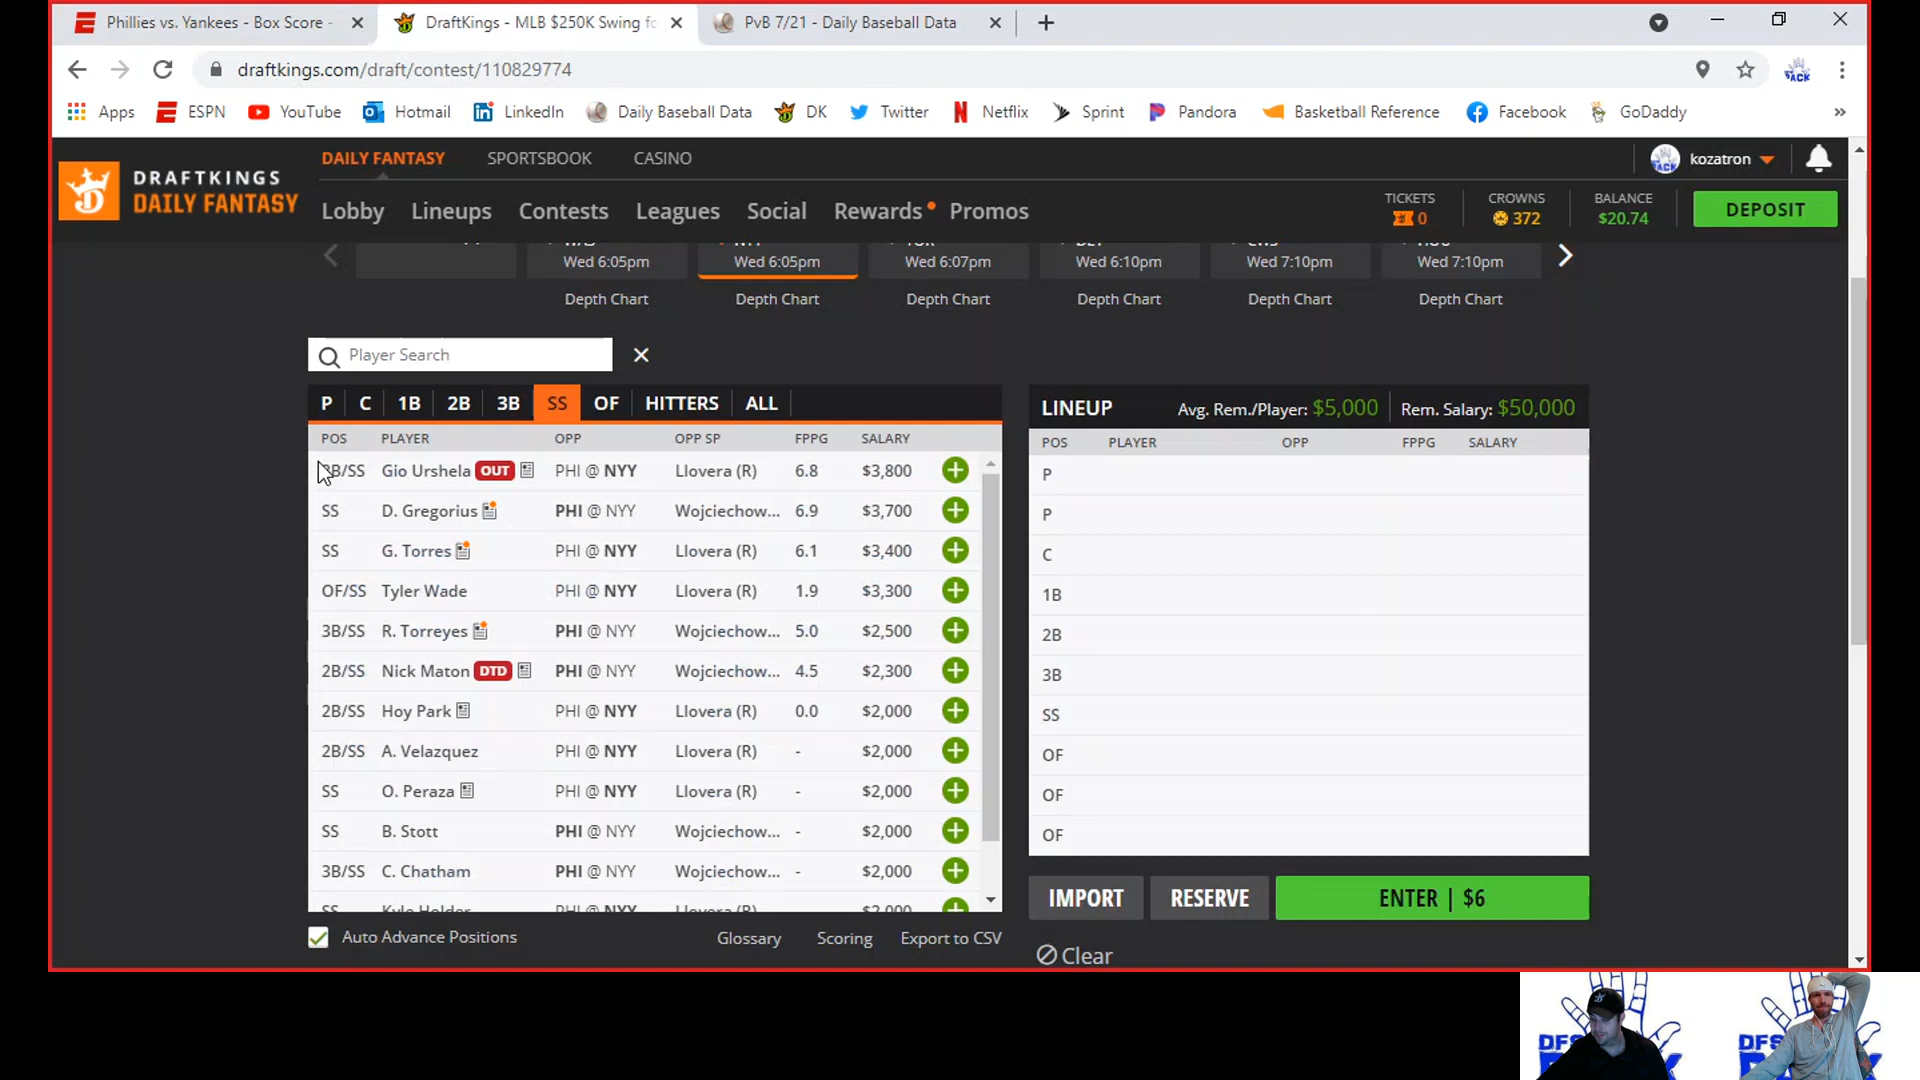 Phillies vs. Yankees - Box Score -
DraftKings - MLB $250K Swing fo
PvB 7/21 - Daily Baseball Data
draftkings.com/draft/contest/110829774
Apps ESPN YouTube Hotmail LinkedIn Daily Baseball Data DK Twitter Netflix Sprint Pandora Basketball Reference Facebook GoDaddy »
DRAFTKINGS DAILY FANTASY
DAILY FANTASY SPORTSBOOK CASINO
kozatron
Lobby Lineups Contests Leagues Social Rewards Promos
TICKETS 0
CROWNS 372
BALANCE $20.74
DEPOSIT
Wed 6:05pm Wed 6:05pm Wed 6:07pm Wed 6:10pm Wed 7:10pm Wed 7:10pm
Depth Chart Depth Chart Depth Chart Depth Chart Depth Chart Depth Chart
Player Search
P C 1B 2B 3B SS OF HITTERS ALL
POS PLAYER OPP OPP SP FPPG SALARY
3B/SS Gio Urshela OUT PHI @ NYY Llovera (R) 6.8 $3,800
SS D. Gregorius PHI @ NYY Wojciechow... 6.9 $3,700
SS G. Torres PHI @ NYY Llovera (R) 6.1 $3,400
OF/SS Tyler Wade PHI @ NYY Llovera (R) 1.9 $3,300
3B/SS R. Torreyes PHI @ NYY Wojciechow... 5.0 $2,500
2B/SS Nick Maton DTD PHI @ NYY Wojciechow... 4.5 $2,300
2B/SS Hoy Park PHI @ NYY Llovera (R) 0.0 $2,000
2B/SS A. Velazquez PHI @ NYY Llovera (R) - $2,000
SS O. Peraza PHI @ NYY Llovera (R) - $2,000
SS B. Stott PHI @ NYY Wojciechow... - $2,000
3B/SS C. Chatham PHI @ NYY Wojciechow... - $2,000
SS Kyle Holder PHI @ NYY Llovera (R) $2,000
Auto Advance Positions Glossary Scoring Export to CSV
LINEUP Avg. Rem./Player: $5,000 Rem. Salary: $50,000
POS PLAYER OPP FPPG SALARY
P
P
C
1B
2B
3B
SS
OF
OF
OF
IMPORT RESERVE ENTER | $6
Clear